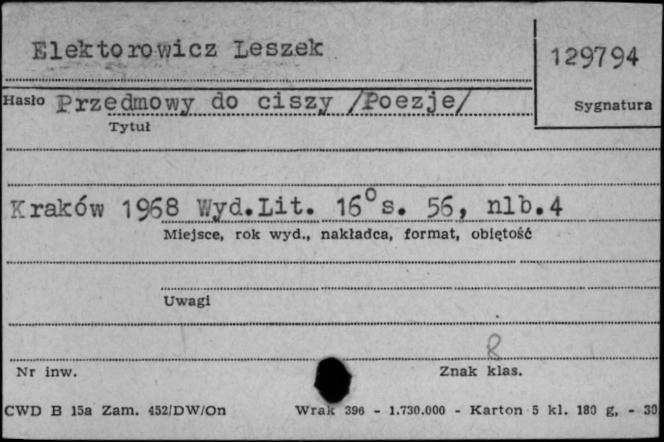 Elektorowicz Leszek
129794
Hasło Przedmowy do ciszy /Poezje/
Sygnatura
Tytuł
Kraków 1968 Wyd.Lit. 16° s. 56, nlb.4
Miejsce, rok wyd., nakładca, format, objętość
Uwagi
8
Nr inw. Znak klas.
CWD B 15a Zam. 452/DW/On Wrak 396 - 1.730.000 - Karton 5 kl. 180 g, - 30